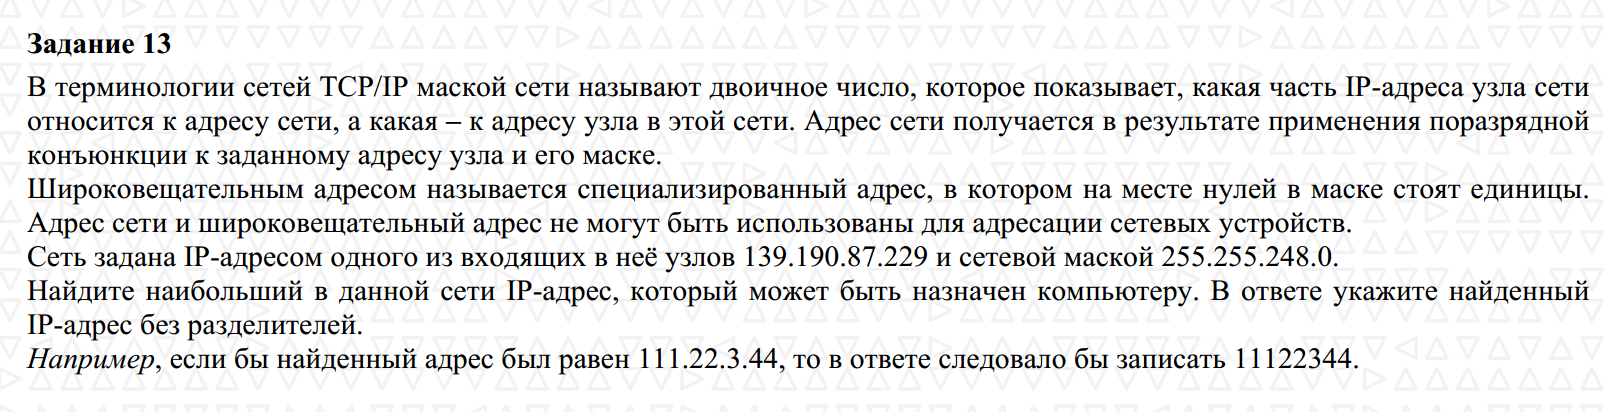 Задание 13
В терминологии сетей TCP/IP маской сети называют двоичное число, которое показывает, какая часть IP-адреса узла сети
относится к адресу сети, а какая – к адресу узла в этой сети. Адрес сети получается в результате применения поразрядной
конъюнкции к заданному адресу узла и его маске.
Широковещательным адресом называется специализированный адрес, в котором на месте нулей в маске стоят единицы.
Адрес сети и широковещательный адрес не могут быть использованы для адресации сетевых устройств.
Сеть задана IP-адресом одного из входящих в неё узлов 139.190.87.229 и сетевой маской 255.255.248.0.
Найдите наибольший в данной сети IP-адрес, который может быть назначен компьютеру. В ответе укажите найденный
IP-адрес без разделителей.
Например, если бы найденный адрес был равен 111.22.3.44, то в ответе следовало бы записать 11122344.